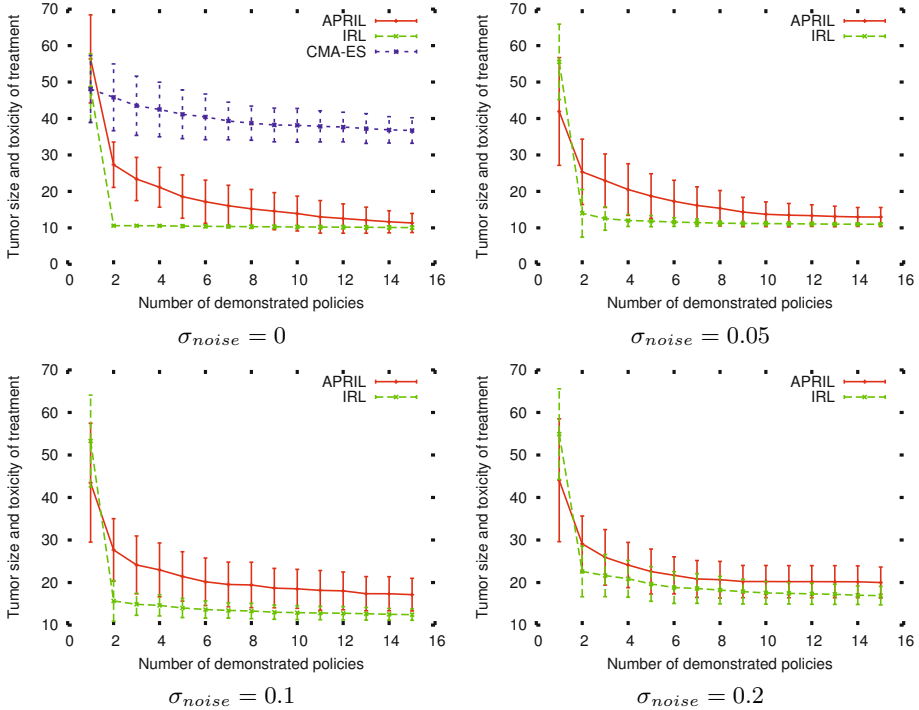 70
60
50
40
30
20
10
0
0 2 4 6 8 10 12 14 16
Tumor size and toxicity of treatment
Number of demonstrated policies
APRIL
IRL
CMA-ES
σnoise = 0
70
60
50
40
30
20
10
0
0 2 4 6 8 10 12 14 16
Tumor size and toxicity of treatment
Number of demonstrated policies
APRIL
IRL
σnoise = 0.05
70
60
50
40
30
20
10
0 2 4 6 8 10 12 14 16
Tumor size and toxicity of treatment
Number of demonstrated policies
APRIL
IRL
σnoise = 0.1
70
60
50
40
30
20
10
0 2 4 6 8 10 12 14 16
Tumor size and toxicity of treatment
Number of demonstrated policies
APRIL
IRL
σnoise = 0.2